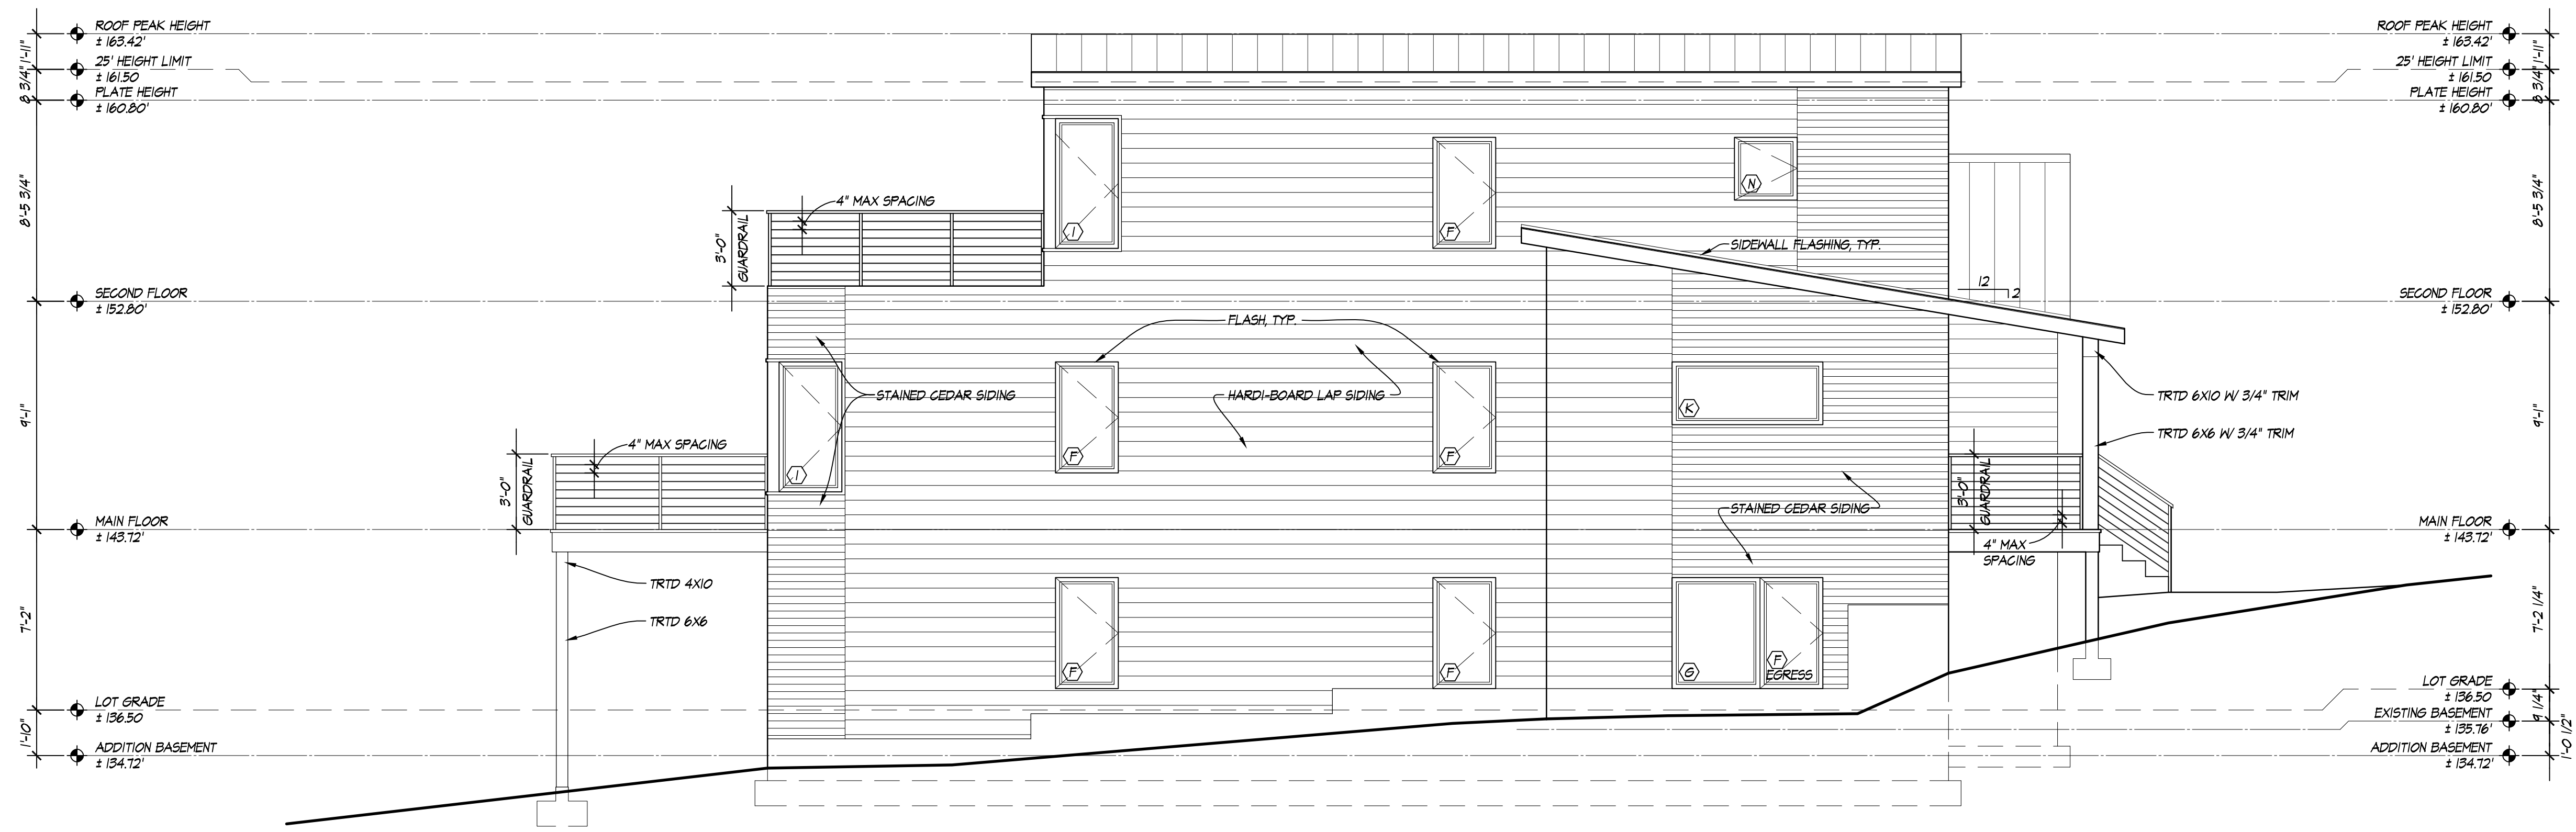 ROOF PEAK HEIGHT
± 163.42'
25' HEIGHT LIMIT
± 161.50
PLATE HEIGHT
± 160.80'
1'-11"
8 3/4"
8'-5 3/4"
SECOND FLOOR
± 152.80'
9'-1"
MAIN FLOOR
± 143.72'
7'-2"
LOT GRADE
± 136.50
1'-10"
ADDITION BASEMENT
± 134.72'
4" MAX SPACING
3'-0"
GUARDRAIL
4" MAX SPACING
3'-0"
GUARDRAIL
TRTD 4X10
TRTD 6X6
I
F
N
SIDEWALL FLASHING, TYP.
12
2
FLASH, TYP.
STAINED CEDAR SIDING
HARDI-BOARD LAP SIDING
I
F
F
K
STAINED CEDAR SIDING
F
F
G
F
EGRESS
3'-0"
GUARDRAIL
4" MAX
SPACING
TRTD 6X10 W/ 3/4" TRIM
TRTD 6X6 W/ 3/4" TRIM
ROOF PEAK HEIGHT
± 163.42'
25' HEIGHT LIMIT
± 161.50
PLATE HEIGHT
± 160.80'
1'-11"
8 3/4"
8'-5 3/4"
SECOND FLOOR
± 152.80'
9'-1"
MAIN FLOOR
± 143.72'
7'-2 1/4"
LOT GRADE
± 136.50
9 1/4"
EXISTING BASEMENT
± 135.76'
1'-0 1/2"
ADDITION BASEMENT
± 134.72'